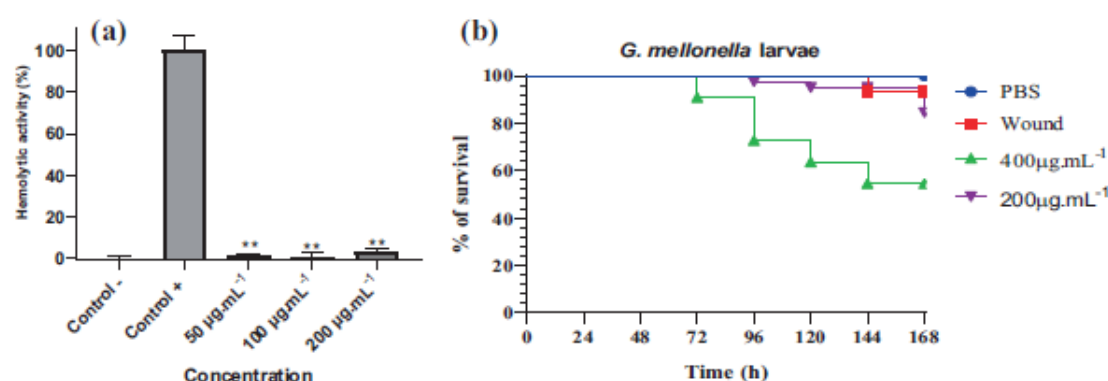 (a)
Hemolytic activity (%)
100
80
60
40
20
0
**
**
**
Control -
Control +
50 µg.mL⁻¹
100 µg.mL⁻¹
200 µg.mL⁻¹
Concentration
(b)
G. mellonella larvae
% of survival
100
80
60
40
20
0
0 24 48 72 96 120 144 168
Time (h)
PBS
Wound
400µg.mL⁻¹
200µg.mL⁻¹